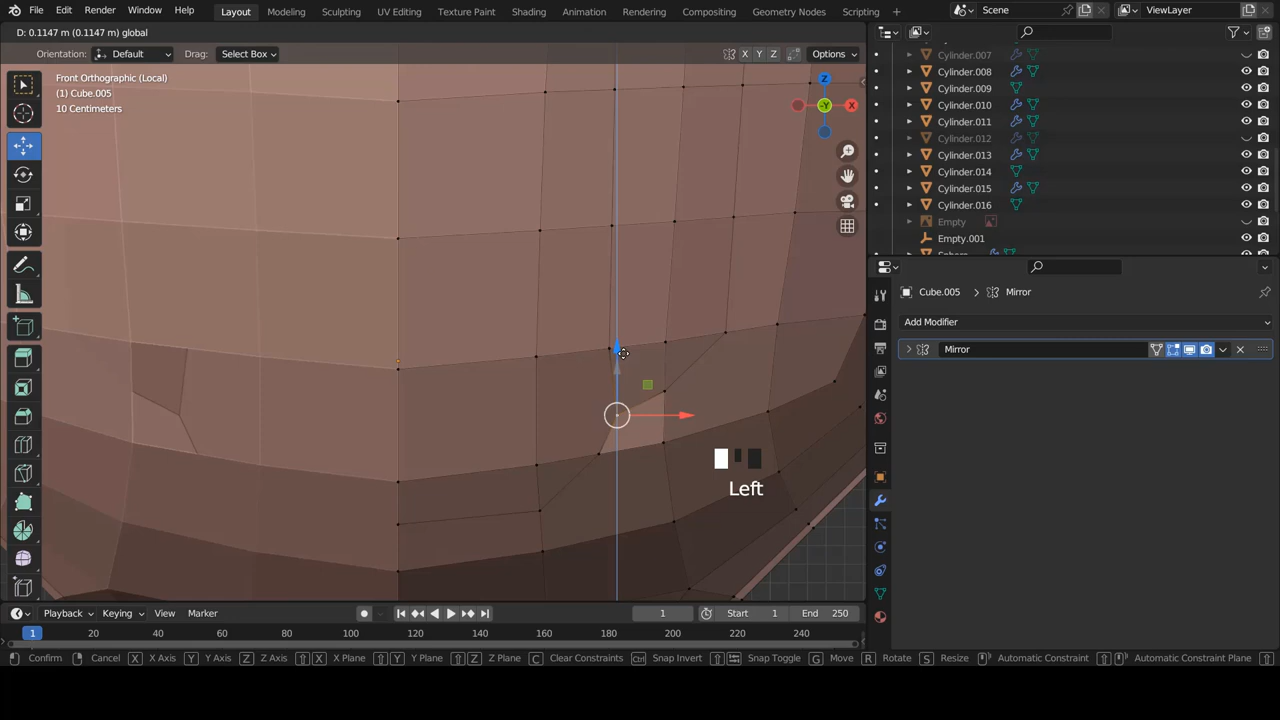 File Edit Render Window Help Layout Modeling Sculpting UV Editing Texture Paint Shading Animation Rendering Compositing Geometry Nodes Scripting Scene ViewLayer
D: 0.1147 m (0.1147 m) global
Orientation: Default Drag: Select Box X Y Z Options
Front Orthographic (Local)
(1) Cube.005
10 Centimeters
Z
-Y
X
Cylinder.007
Cylinder.008
Cylinder.009
Cylinder.010
Cylinder.011
Cylinder.012
Cylinder.013
Cylinder.014
Cylinder.015
Cylinder.016
Empty
Empty.001
Cube.005 > Mirror
Add Modifier
Mirror
Left
Playback Keying View Marker 1 Start 1 End 250
1 20 40 60 80 100 120 140 160 180 200 220 240
Confirm Cancel X X Axis Y Y Axis Z Z Axis X X Plane Y Y Plane Z Z Plane C Clear Constraints Ctrl Snap Invert Snap Toggle G Move R Rotate S Resize Automatic Constraint Automatic Constraint Plane